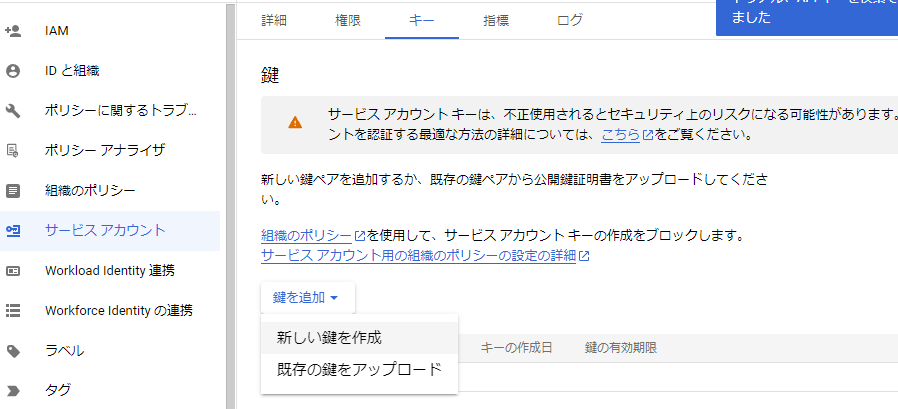 IAM
ID と組織
ポリシーに関するトラブ...
ポリシー アナライザ
組織のポリシー
サービス アカウント
Workload Identity 連携
Workforce Identity の連携
ラベル
タグ
詳細 権限 キー 指標 ログ
ました
鍵
サービス アカウント キーは、不正使用されるとセキュリティ上のリスクになる可能性があります。
ントを認証する最適な方法の詳細については、こちらをご覧ください。
新しい鍵ペアを追加するか、既存の鍵ペアから公開鍵証明書をアップロードしてくださ
い。
組織のポリシーを使用して、サービス アカウント キーの作成をブロックします。
サービス アカウント用の組織のポリシーの設定の詳細
鍵を追加
新しい鍵を作成
既存の鍵をアップロード
キーの作成日 鍵の有効期限